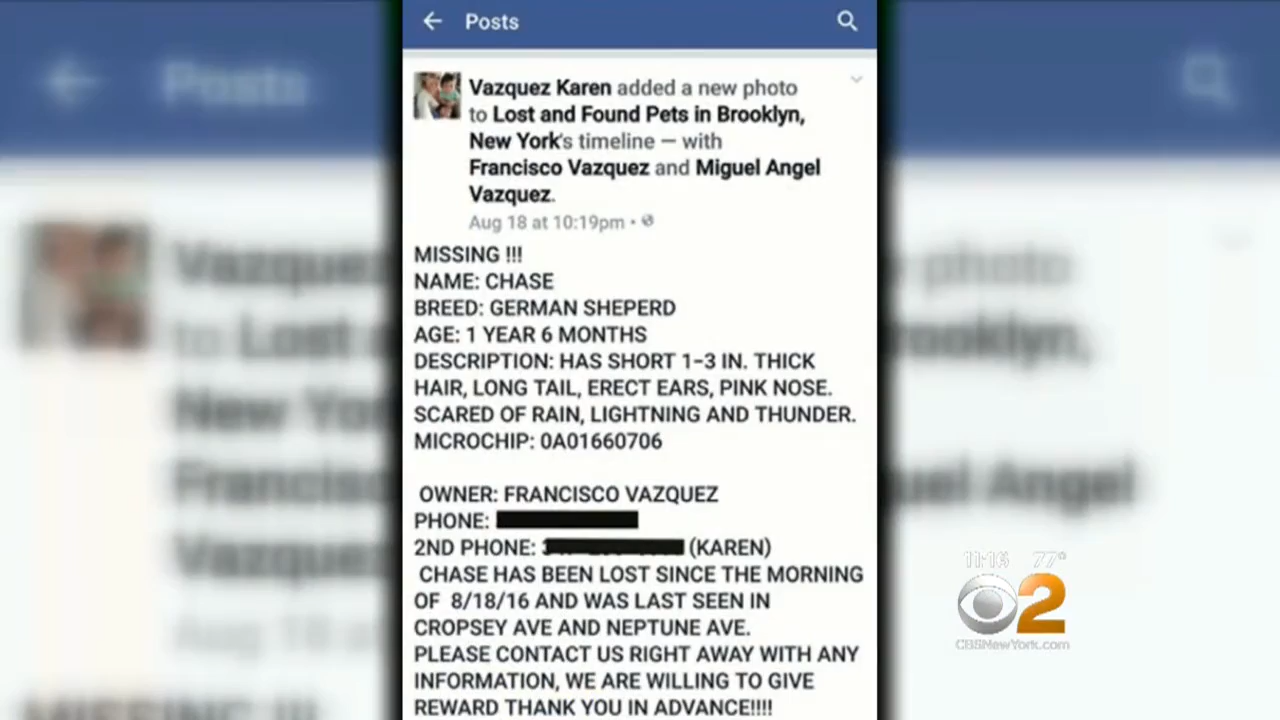 Posts
Vazquez Karen added a new photo
to Lost and Found Pets in Brooklyn,
New York's timeline — with
Francisco Vazquez and Miguel Angel
Vazquez.
Aug 18 at 10:19pm •
MISSING !!!
NAME: CHASE
BREED: GERMAN SHEPERD
AGE: 1 YEAR 6 MONTHS
DESCRIPTION: HAS SHORT 1-3 IN. THICK
HAIR, LONG TAIL, ERECT EARS, PINK NOSE.
SCARED OF RAIN, LIGHTNING AND THUNDER.
MICROCHIP: 0A01660706
OWNER: FRANCISCO VAZQUEZ
PHONE:
2ND PHONE: (KAREN)
CHASE HAS BEEN LOST SINCE THE MORNING
OF 8/18/16 AND WAS LAST SEEN IN
CROPSEY AVE AND NEPTUNE AVE.
PLEASE CONTACT US RIGHT AWAY WITH ANY
INFORMATION, WE ARE WILLING TO GIVE
REWARD THANK YOU IN ADVANCE!!!!
11:16 77°
2
CBSNewYork.com